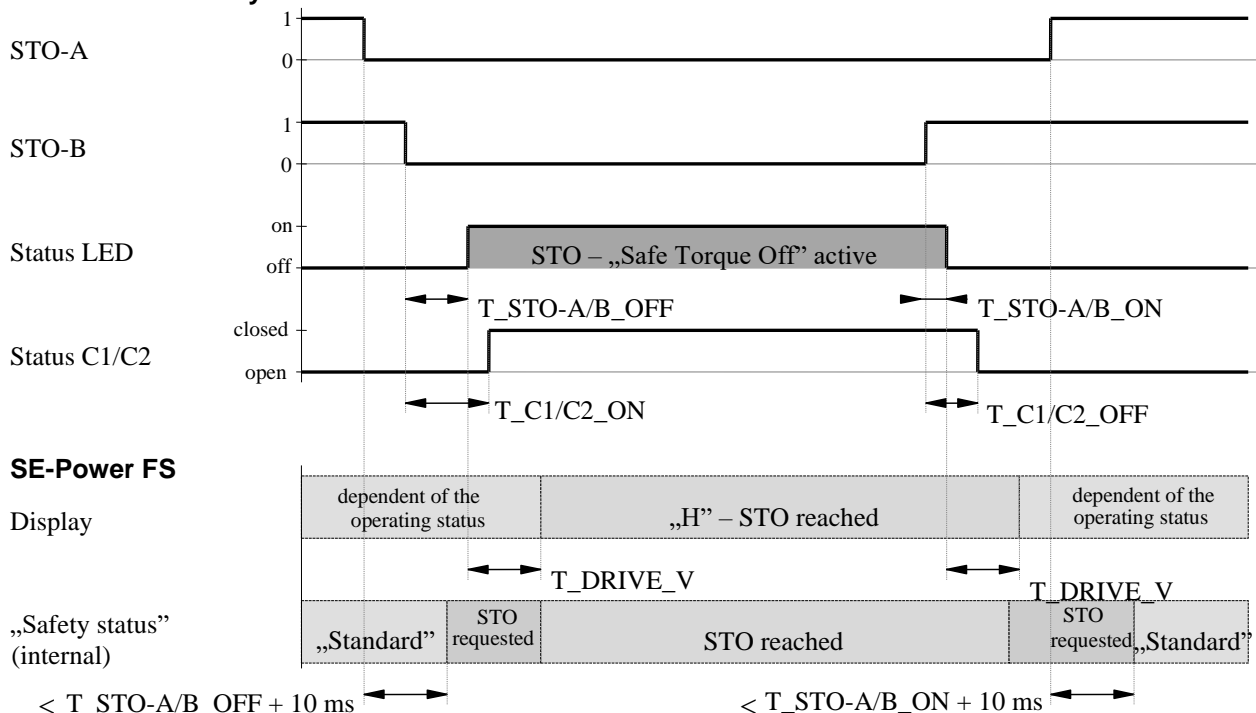 STO-A
1
0
STO-B
1
0
Status LED
on
off
STO – „Safe Torque Off” active
T_STO-A/B_OFF
T_STO-A/B_ON
Status C1/C2
closed
open
T_C1/C2_ON
T_C1/C2_OFF
SE-Power FS
Display
dependent of the
operating status
„H” – STO reached
dependent of the
operating status
T_DRIVE_V
T_DRIVE_V
„Safety status”
(internal)
„Standard”
STO
requested
STO reached
STO
requested
„Standard”
< T_STO-A/B_OFF + 10 ms
< T_STO-A/B_ON + 10 ms